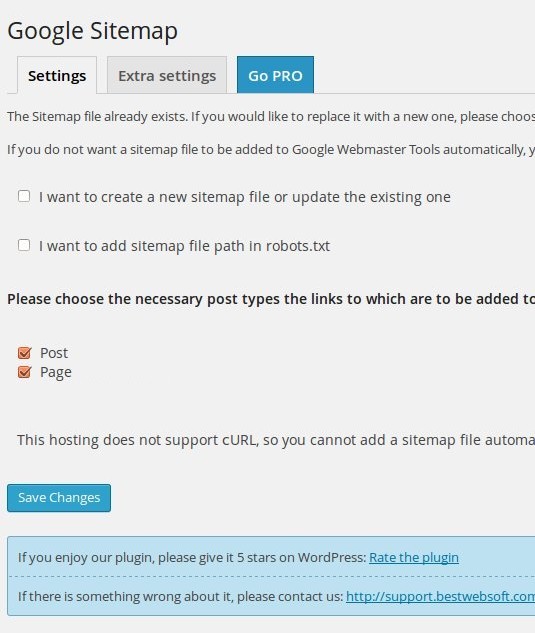 Google Sitemap
Settings Extra settings Go PRO
The Sitemap file already exists. If you would like to replace it with a new one, please choos
If you do not want a sitemap file to be added to Google Webmaster Tools automatically, y
I want to create a new sitemap file or update the existing one
I want to add sitemap file path in robots.txt
Please choose the necessary post types the links to which are to be added to
Post
Page
This hosting does not support cURL, so you cannot add a sitemap file automa
Save Changes
If you enjoy our plugin, please give it 5 stars on WordPress: Rate the plugin
If there is something wrong about it, please contact us: http://support.bestwebsoft.com